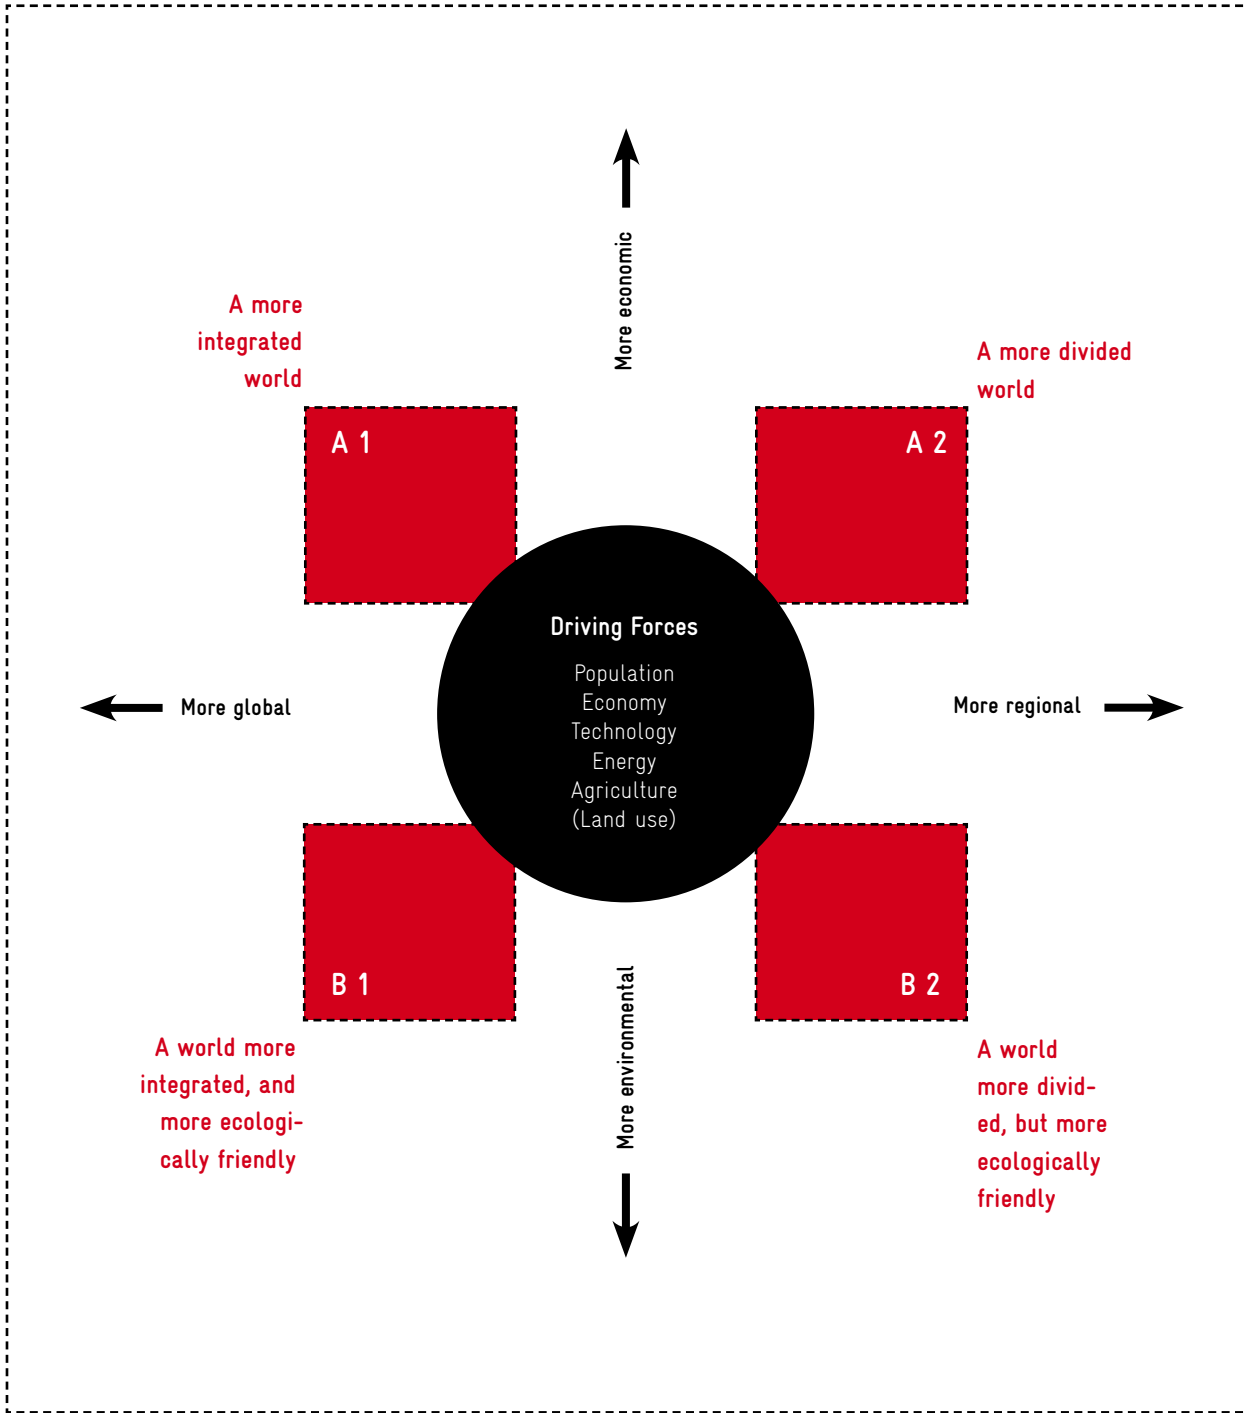 More economic
A more
integrated
world
A more divided
world
A 1
A 2
Driving Forces
Population
Economy
Technology
Energy
Agriculture
(Land use)
More global
More regional
B 1
B 2
A world more
integrated, and
more ecologi-
cally friendly
More environmental
A world
more divid-
ed, but more
ecologically
friendly